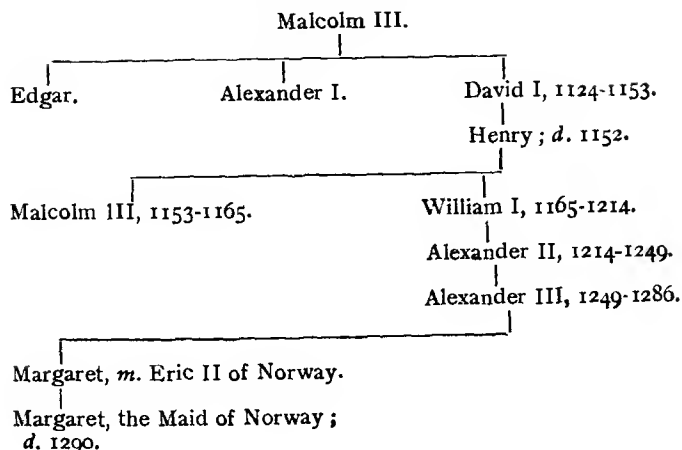 Malcolm III.
Edgar. Alexander I. David I, 1124-1153.
Henry ; d. 1152.
Malcolm III, 1153-1165. William I, 1165-1214.
Alexander II, 1214-1249.
Alexander III, 1249-1286.
Margaret, m. Eric II of Norway.
Margaret, the Maid of Norway ;
d. 1290.